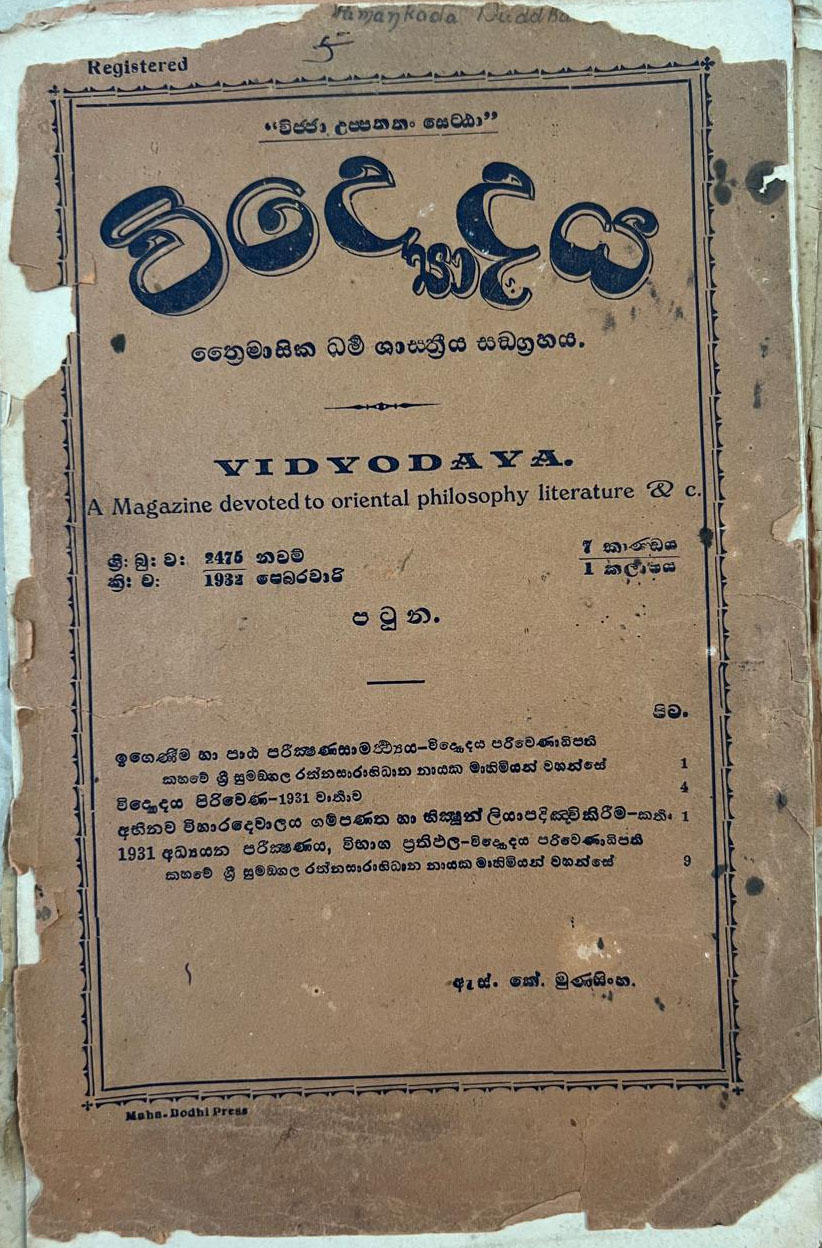 Registered
“විජ්ජා උප්පතතං සෙට්ඨා”
විද්‍යොදය
ත්‍රෛමාසික ධර්‍ම ශාස්ත්‍රීය සඞ්ග්‍රහය.
VIDYODAYA.
A Magazine devoted to oriental philosophy literature & c.
ශ්‍රී: බු: ව: 2475 නවම් 7 කාණ්ඩය
ක්‍රි: ව: 1932 පෙබරවාරි 1 කලාපය
පටුන.
පිට.
ඉගෙණීම හා පාඨ පරීක්‍ෂණසාමර්‍ත්‍ථ්‍යය—විද්‍යොදය පරිවෙණාධිපති
කහවේ ශ්‍රී සුමඞ්ගල රත්නසාරාභිධාන නායක මාහිමියන් වහන්සේ 1
විද්‍යොදය පිරිවෙණ—1931 වාර්‍තාව 4
අභිනව විහාරදේවාලය ගම්පණත හා භික්‍ෂූන් ලියාපදිඤ්චිකිරීම—කතීඃ 1
1931 අධ්‍යයන පරීක්‍ෂණය, විභාග ප්‍රතිඵල—විද්‍යොදය පරිවෙණාධිපති
කහවේ ශ්‍රී සුමඞ්ගල රත්නසාරාභිධාන නායක මාහිමියන් වහන්සේ 9
ඇස්. කේ. මුණසිංහ.
Maha-Bodhi Press